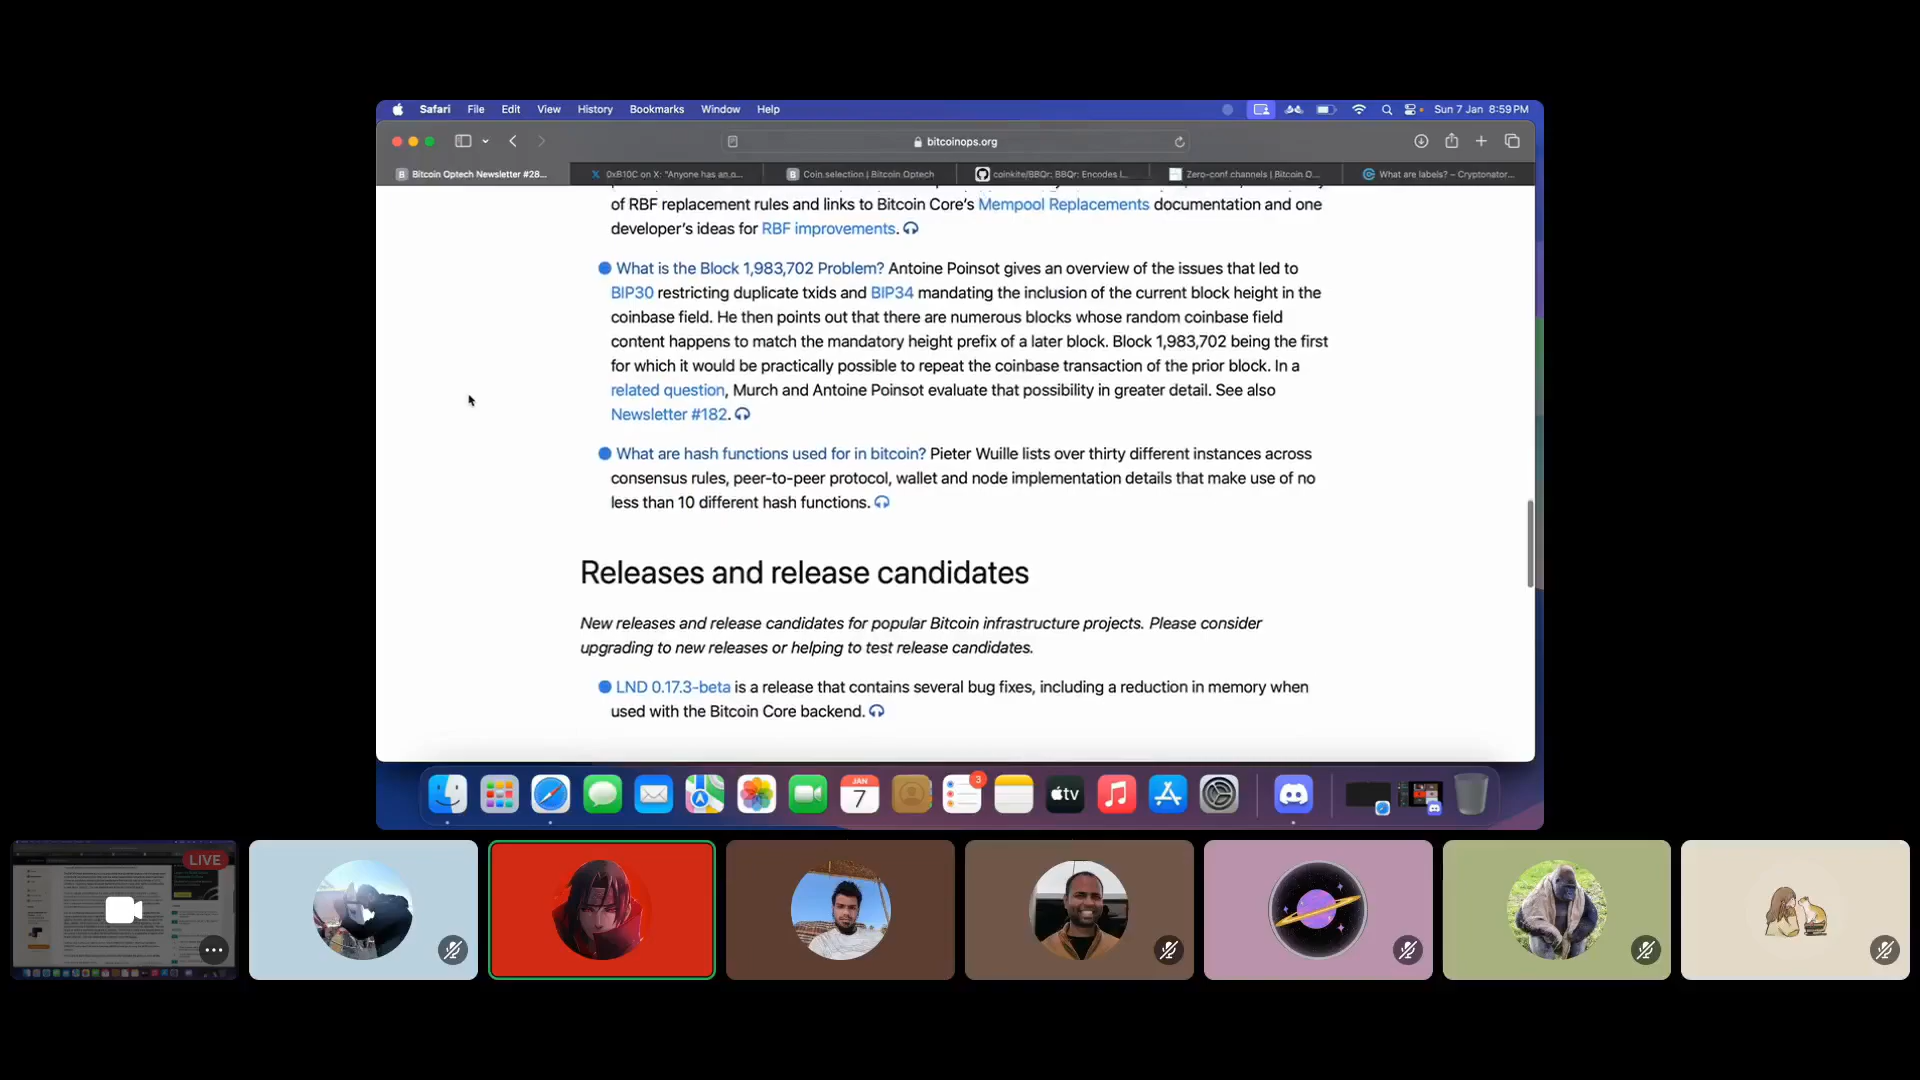 Safari File Edit View History Bookmarks Window Help Sun 7 Jan 8:59 PM
bitcoinops.org
Bitcoin Optech Newsletter #28... 0xB10C on X: "Anyone has an o... Coin selection | Bitcoin Optech coinkite/BBQr: BBQr: Encodes l... Zero-conf channels | Bitcoin O... What are labels? – Cryptonator...
of RBF replacement rules and links to Bitcoin Core's Mempool Replacements documentation and one
developer's ideas for RBF improvements.
What is the Block 1,983,702 Problem? Antoine Poinsot gives an overview of the issues that led to
BIP30 restricting duplicate txids and BIP34 mandating the inclusion of the current block height in the
coinbase field. He then points out that there are numerous blocks whose random coinbase field
content happens to match the mandatory height prefix of a later block. Block 1,983,702 being the first
for which it would be practically possible to repeat the coinbase transaction of the prior block. In a
related question, Murch and Antoine Poinsot evaluate that possibility in greater detail. See also
Newsletter #182.
What are hash functions used for in bitcoin? Pieter Wuille lists over thirty different instances across
consensus rules, peer-to-peer protocol, wallet and node implementation details that make use of no
less than 10 different hash functions.
Releases and release candidates
New releases and release candidates for popular Bitcoin infrastructure projects. Please consider
upgrading to new releases or helping to test release candidates.
LND 0.17.3-beta is a release that contains several bug fixes, including a reduction in memory when
used with the Bitcoin Core backend.
JAN
7
3
tv
LIVE